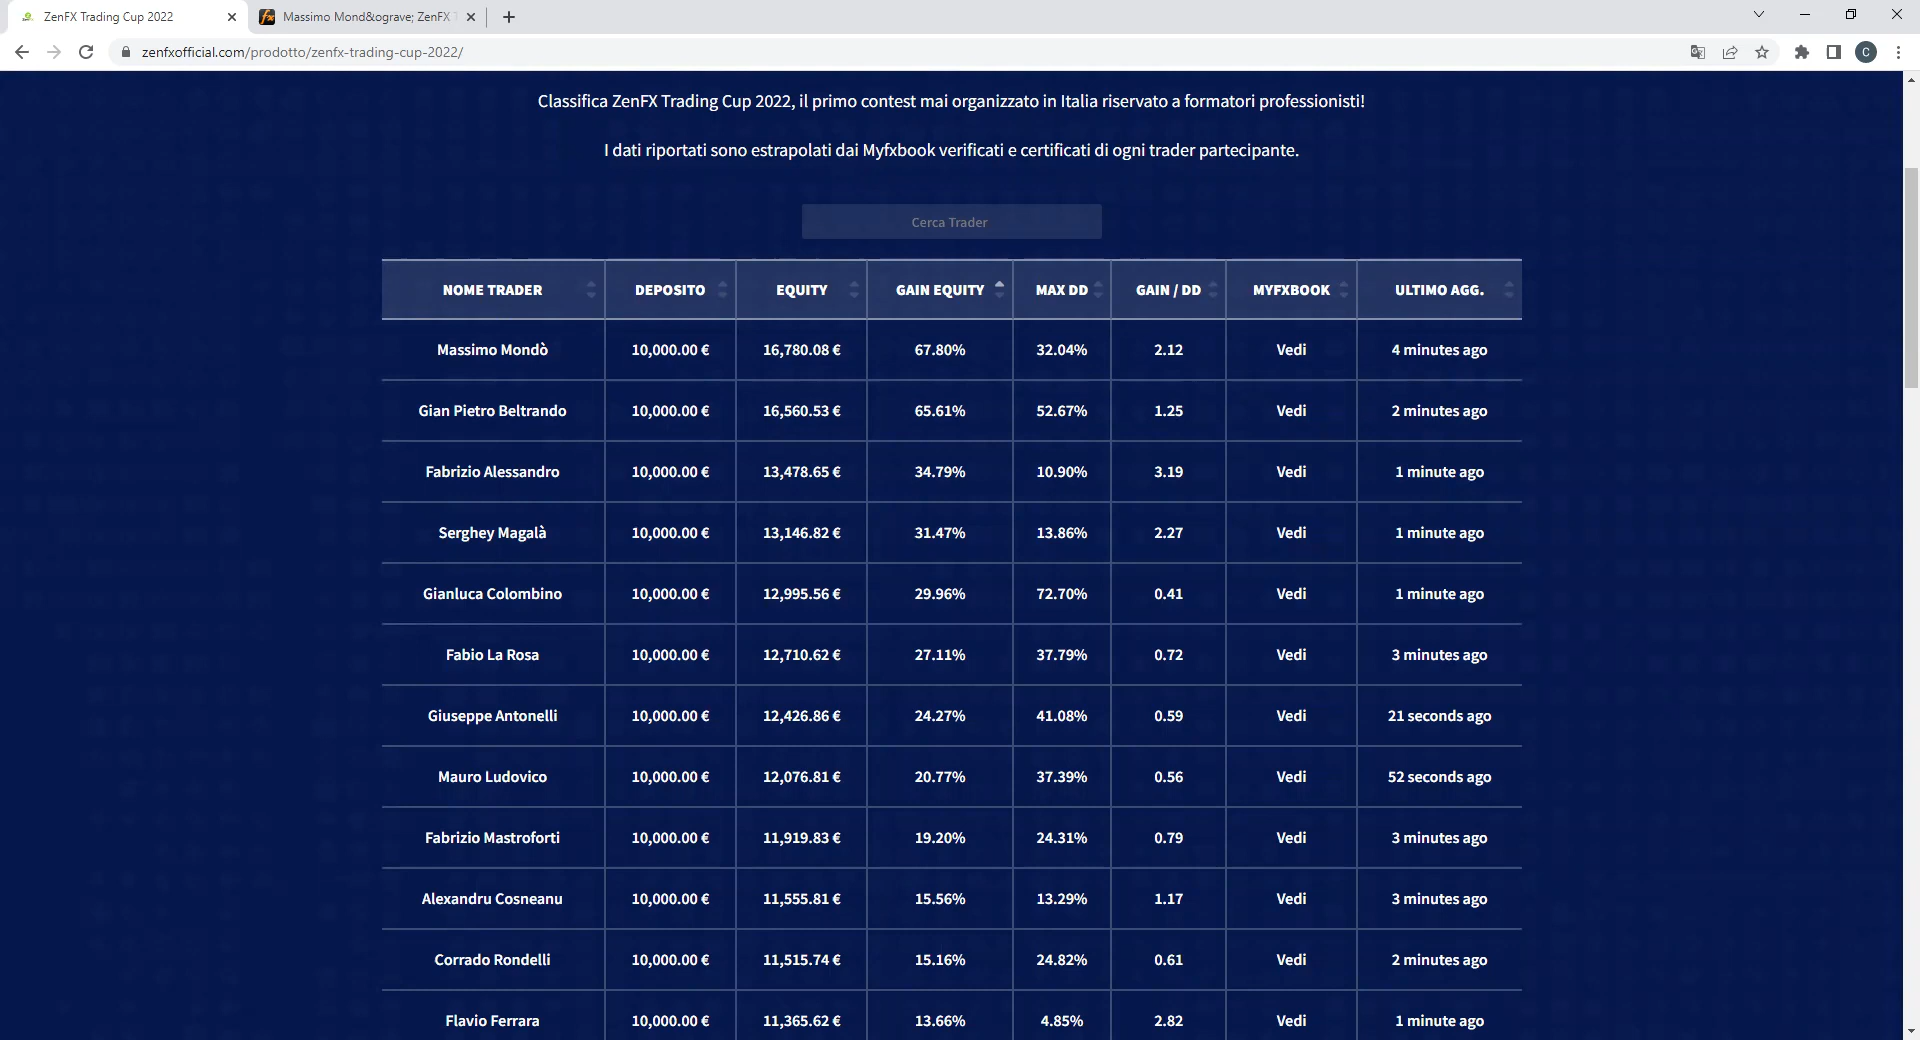 ZenFX Trading Cup 2022
Massimo Mond&ograve; ZenFX T
zenfxofficial.com/prodotto/zenfx-trading-cup-2022/
C
Classifica ZenFX Trading Cup 2022, il primo contest mai organizzato in Italia riservato a formatori professionisti!
I dati riportati sono estrapolati dai Myfxbook verificati e certificati di ogni trader partecipante.
Cerca Trader
NOME TRADER DEPOSITO EQUITY GAIN EQUITY MAX DD GAIN / DD MYFXBOOK ULTIMO AGG.
Massimo Mondò 10,000.00 € 16,780.08 € 67.80% 32.04% 2.12 Vedi 4 minutes ago
Gian Pietro Beltrando 10,000.00 € 16,560.53 € 65.61% 52.67% 1.25 Vedi 2 minutes ago
Fabrizio Alessandro 10,000.00 € 13,478.65 € 34.79% 10.90% 3.19 Vedi 1 minute ago
Serghey Magalà 10,000.00 € 13,146.82 € 31.47% 13.86% 2.27 Vedi 1 minute ago
Gianluca Colombino 10,000.00 € 12,995.56 € 29.96% 72.70% 0.41 Vedi 1 minute ago
Fabio La Rosa 10,000.00 € 12,710.62 € 27.11% 37.79% 0.72 Vedi 3 minutes ago
Giuseppe Antonelli 10,000.00 € 12,426.86 € 24.27% 41.08% 0.59 Vedi 21 seconds ago
Mauro Ludovico 10,000.00 € 12,076.81 € 20.77% 37.39% 0.56 Vedi 52 seconds ago
Fabrizio Mastroforti 10,000.00 € 11,919.83 € 19.20% 24.31% 0.79 Vedi 3 minutes ago
Alexandru Cosneanu 10,000.00 € 11,555.81 € 15.56% 13.29% 1.17 Vedi 3 minutes ago
Corrado Rondelli 10,000.00 € 11,515.74 € 15.16% 24.82% 0.61 Vedi 2 minutes ago
Flavio Ferrara 10,000.00 € 11,365.62 € 13.66% 4.85% 2.82 Vedi 1 minute ago